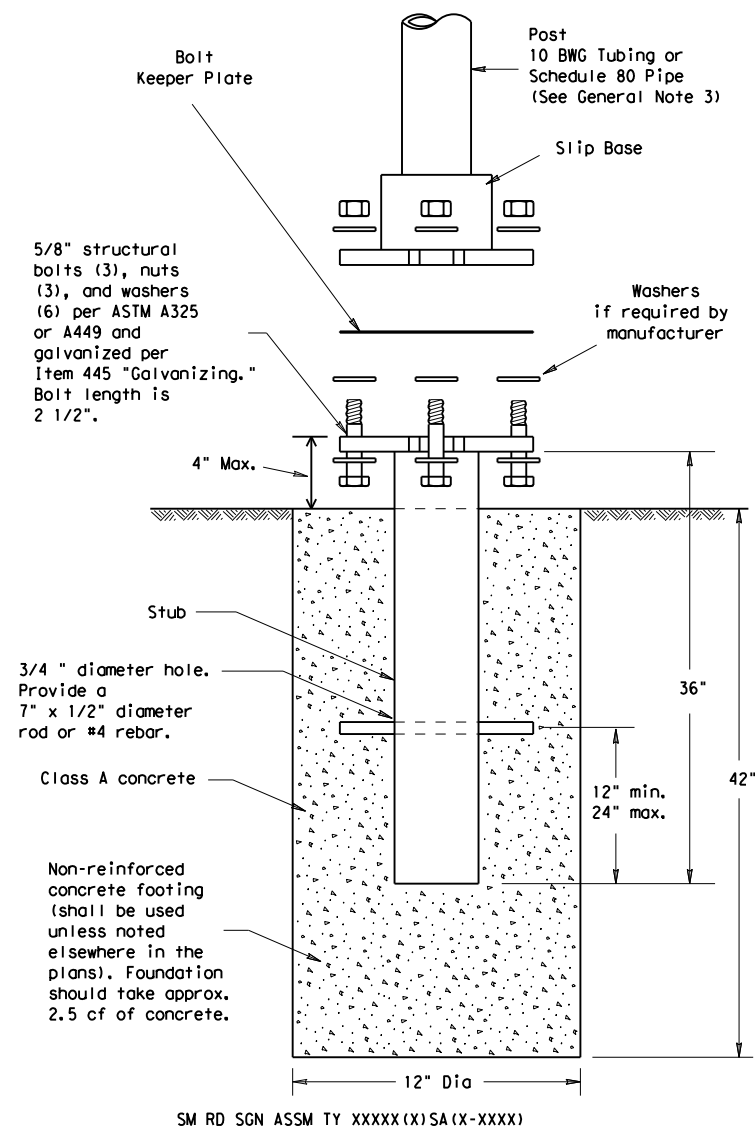 Post
10 BWG Tubing or
Schedule 80 Pipe
(See General Note 3)
Bolt
Keeper Plate
Slip Base
5/8" structural
bolts (3), nuts
(3), and washers
(6) per ASTM A325
or A449 and
galvanized per
Item 445 "Galvanizing."
Bolt length is
2 1/2".
Washers
if required by
manufacturer
4" Max.
Stub
3/4 " diameter hole.
Provide a
7" x 1/2" diameter
rod or #4 rebar.
36"
Class A concrete
42"
12" min.
24" max.
Non-reinforced
concrete footing
(shall be used
unless noted
elsewhere in the
plans). Foundation
should take approx.
2.5 cf of concrete.
12" Dia
SM RD SGN ASSM TY XXXXX(X)SA(X-XXXX)